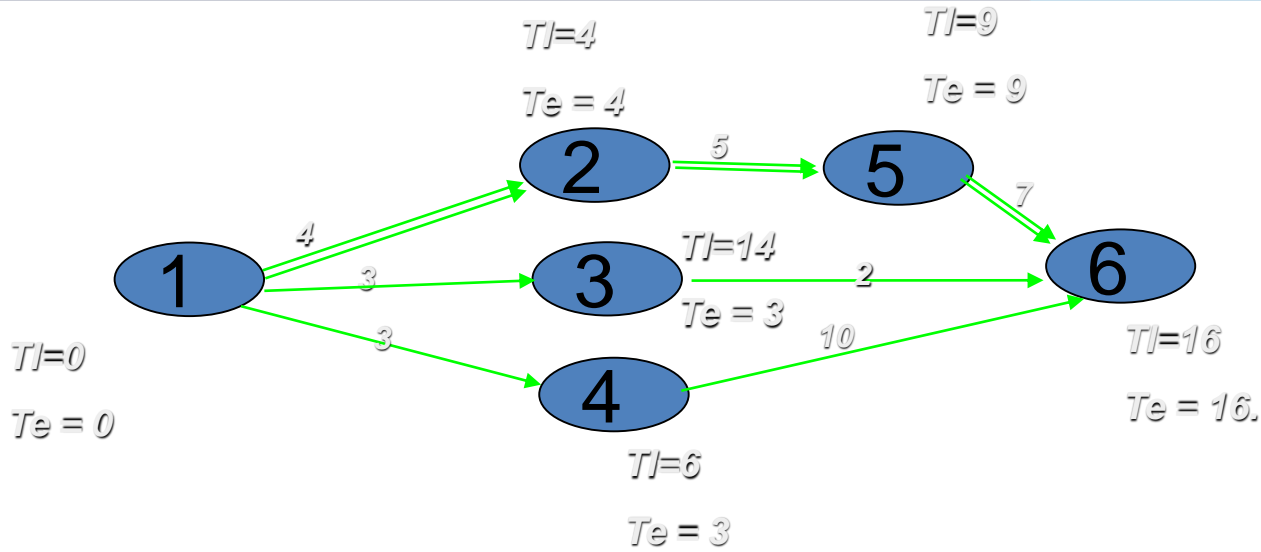 Tl=4
Te = 4
Tl=9
Te = 9
2
5
5
7
4
1
3
3
Tl=14
Te = 3
2
6
Tl=0
Te = 0
3
4
10
Tl=16
Te = 16.
Tl=6
Te = 3